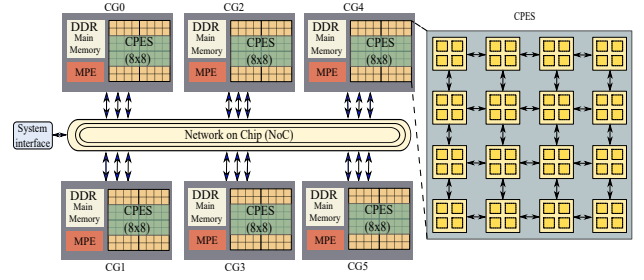 CG0
CG2
CG4
CPES
DDR
Main
Memory
MPE
CPES
(8x8)
DDR
Main
Memory
MPE
CPES
(8x8)
DDR
Main
Memory
MPE
CPES
(8x8)
System
interface
Network on Chip (NoC)
DDR
Main
Memory
MPE
CPES
(8x8)
DDR
Main
Memory
MPE
CPES
(8x8)
DDR
Main
Memory
MPE
CPES
(8x8)
CG1
CG3
CG5